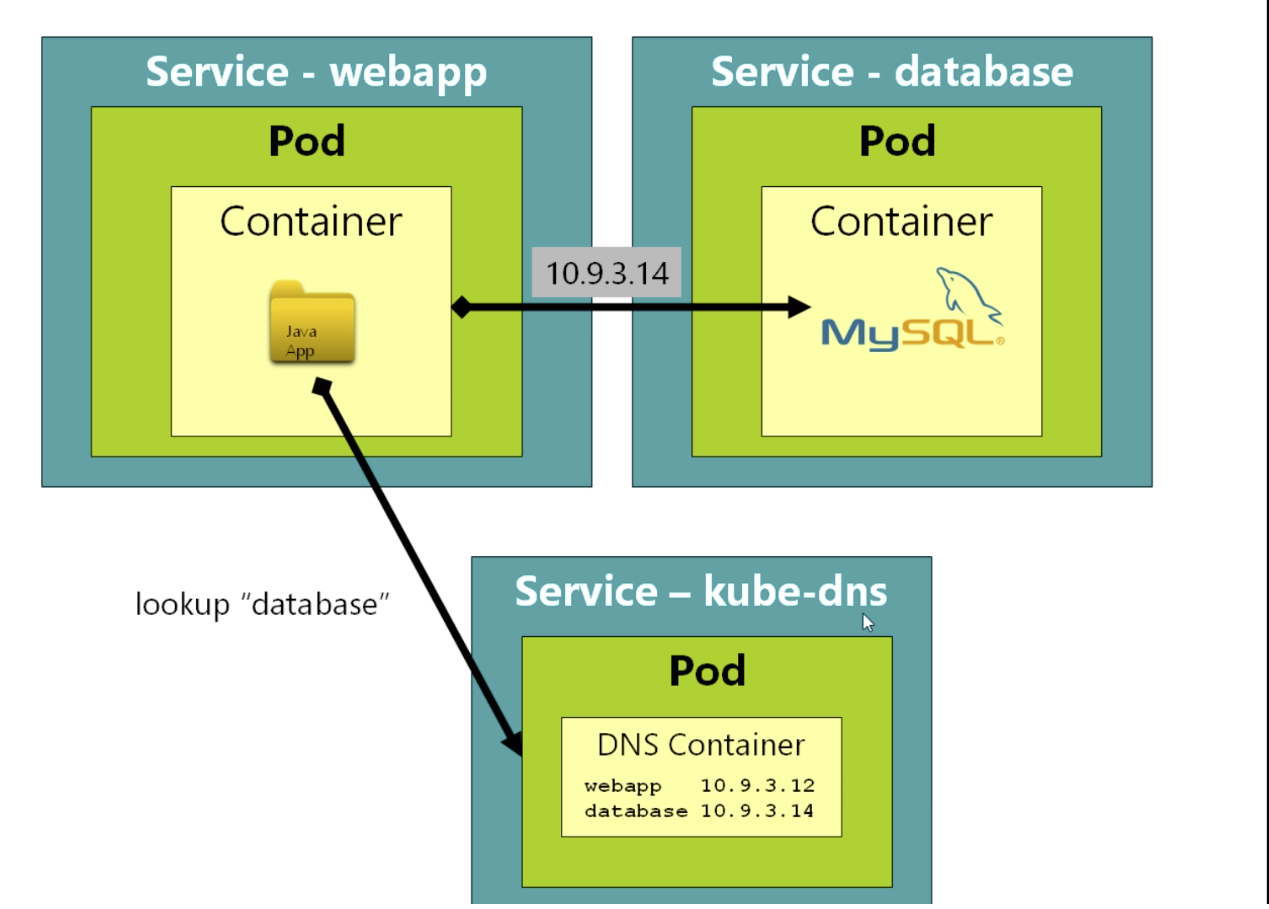 Service - webapp
Pod
Container
Java
App
10.9.3.14
Service - database
Pod
Container
MySQL®
lookup “database”
Service – kube-dns
Pod
DNS Container
webapp 10.9.3.12
database 10.9.3.14